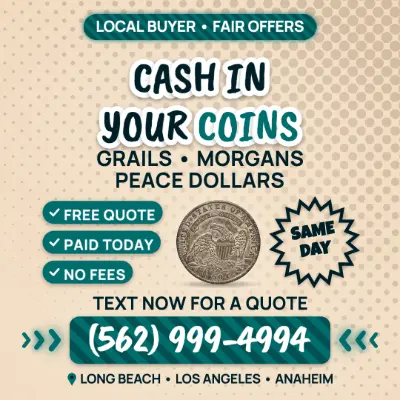 LOCAL BUYER • FAIR OFFERS
CASH IN
YOUR COINS
GRAILS • MORGANS
PEACE DOLLARS
✓ FREE QUOTE
✓ PAID TODAY
✓ NO FEES
SAME
DAY
TEXT NOW FOR A QUOTE
(562) 999-4994
LONG BEACH • LOS ANGELES • ANAHEIM